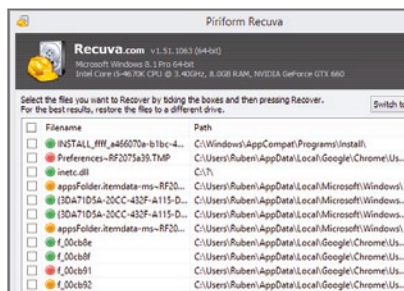 Piriform Recuva
Recuva.com v1.51.1063 (64-bit)
Microsoft Windows 8.1 Pro 64-bit
Intel Core i5-4670K CPU @ 3.40GHz, 8.0GB RAM, NVIDIA GeForce GTX 660
Select the files you want to Recover by ticking the boxes and then pressing Recover.
For the best results, restore the files to a different drive.
Switch to
Filename Path
INSTALL_ffff_a466070a-b1bc-4... C:\Windows\AppCompat\Programs\Install\
Preferences~RF2075a39.TMP C:\Users\Ruben\AppData\Local\Google\Chrome\Us...
inetc.dll C:\?\
appsFolder.itemdata-ms~RF20... C:\Users\Ruben\AppData\Local\Microsoft\Windows\
{3DA71D5A-20CC-432F-A115-D... C:\Users\Ruben\AppData\Local\Microsoft\Windows\...
{3DA71D5A-20CC-432F-A115-D... C:\Users\Ruben\AppData\Local\Microsoft\Windows\...
appsFolder.itemdata-ms~RF20... C:\Users\Ruben\AppData\Local\Microsoft\Windows\
f_00cb8e C:\Users\Ruben\AppData\Local\Google\Chrome\Us...
f_00cb8f C:\Users\Ruben\AppData\Local\Google\Chrome\Us...
f_00cb91 C:\Users\Ruben\AppData\Local\Google\Chrome\Us...
f_00cb92 C:\Users\Ruben\AppData\Local\Google\Chrome\Us...